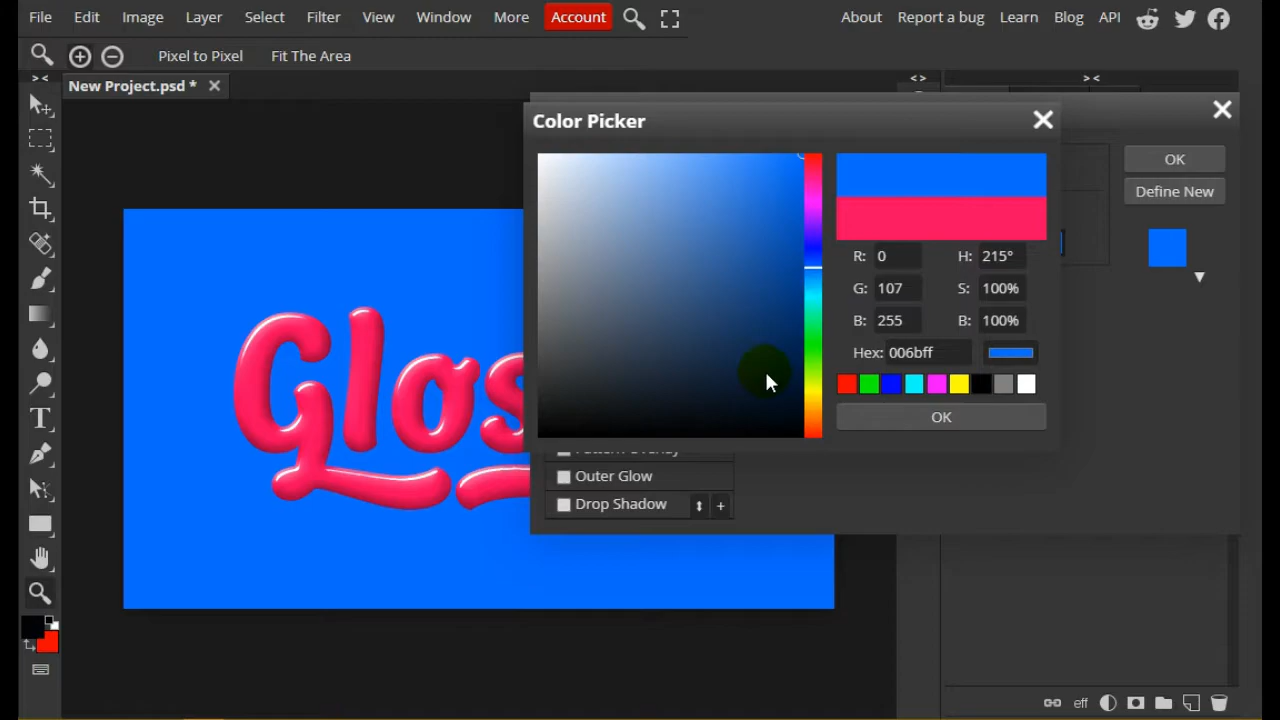 File Edit Image Layer Select Filter View Window More Account About Report a bug Learn Blog API
Pixel to Pixel Fit The Area
> < New Project.psd * < > > <
Color Picker
OK
Define New
R: 0 H: 215°
G: 107 S: 100%
B: 255 B: 100%
Hex: 006bff
OK
Glos
Outer Glow
Drop Shadow +
T
eff